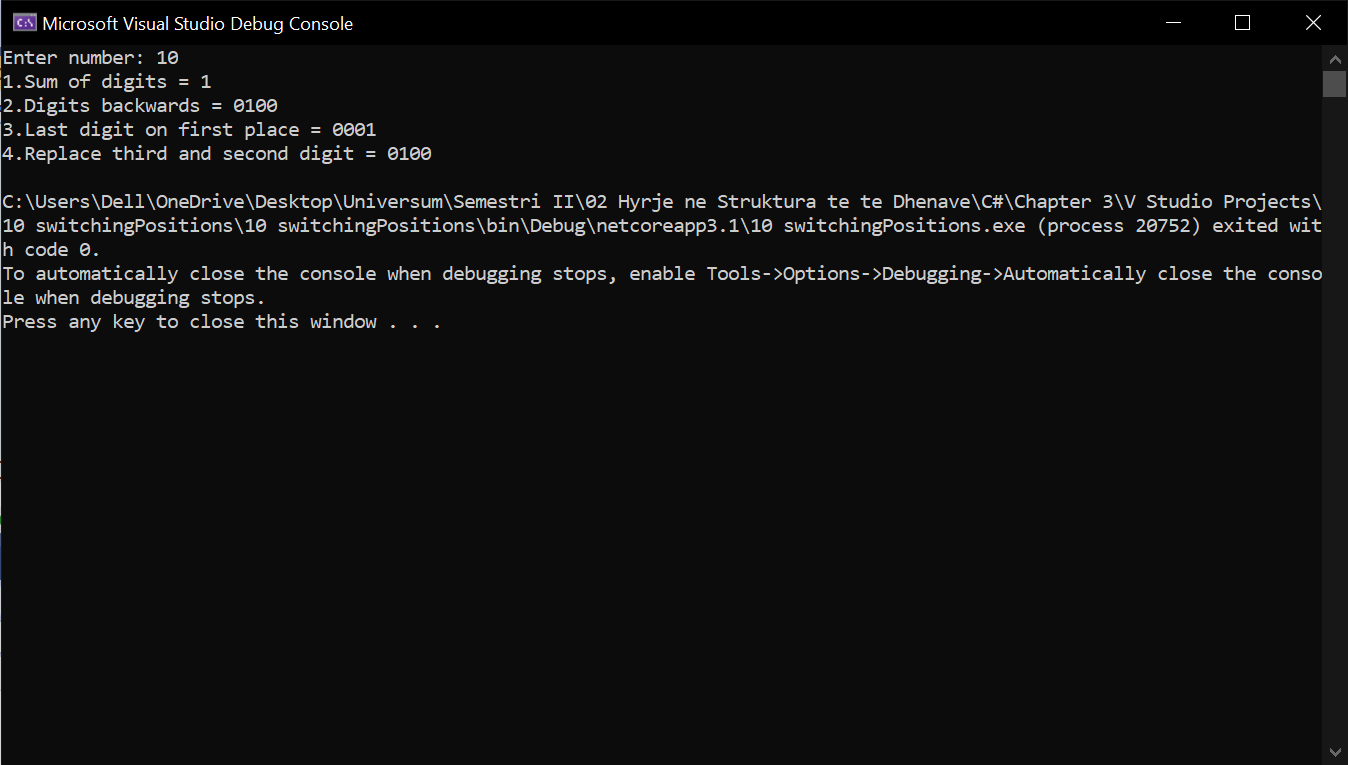 Microsoft Visual Studio Debug Console
Enter number: 10
1.Sum of digits = 1
2.Digits backwards = 0100
3.Last digit on first place = 0001
4.Replace third and second digit = 0100
C:\Users\Dell\OneDrive\Desktop\Universum\Semestri II\02 Hyrje ne Struktura te te Dhenave\C#\Chapter 3\V Studio Projects\
10 switchingPositions\10 switchingPositions\bin\Debug\netcoreapp3.1\10 switchingPositions.exe (process 20752) exited wit
h code 0.
To automatically close the console when debugging stops, enable Tools->Options->Debugging->Automatically close the conso
le when debugging stops.
Press any key to close this window . . .